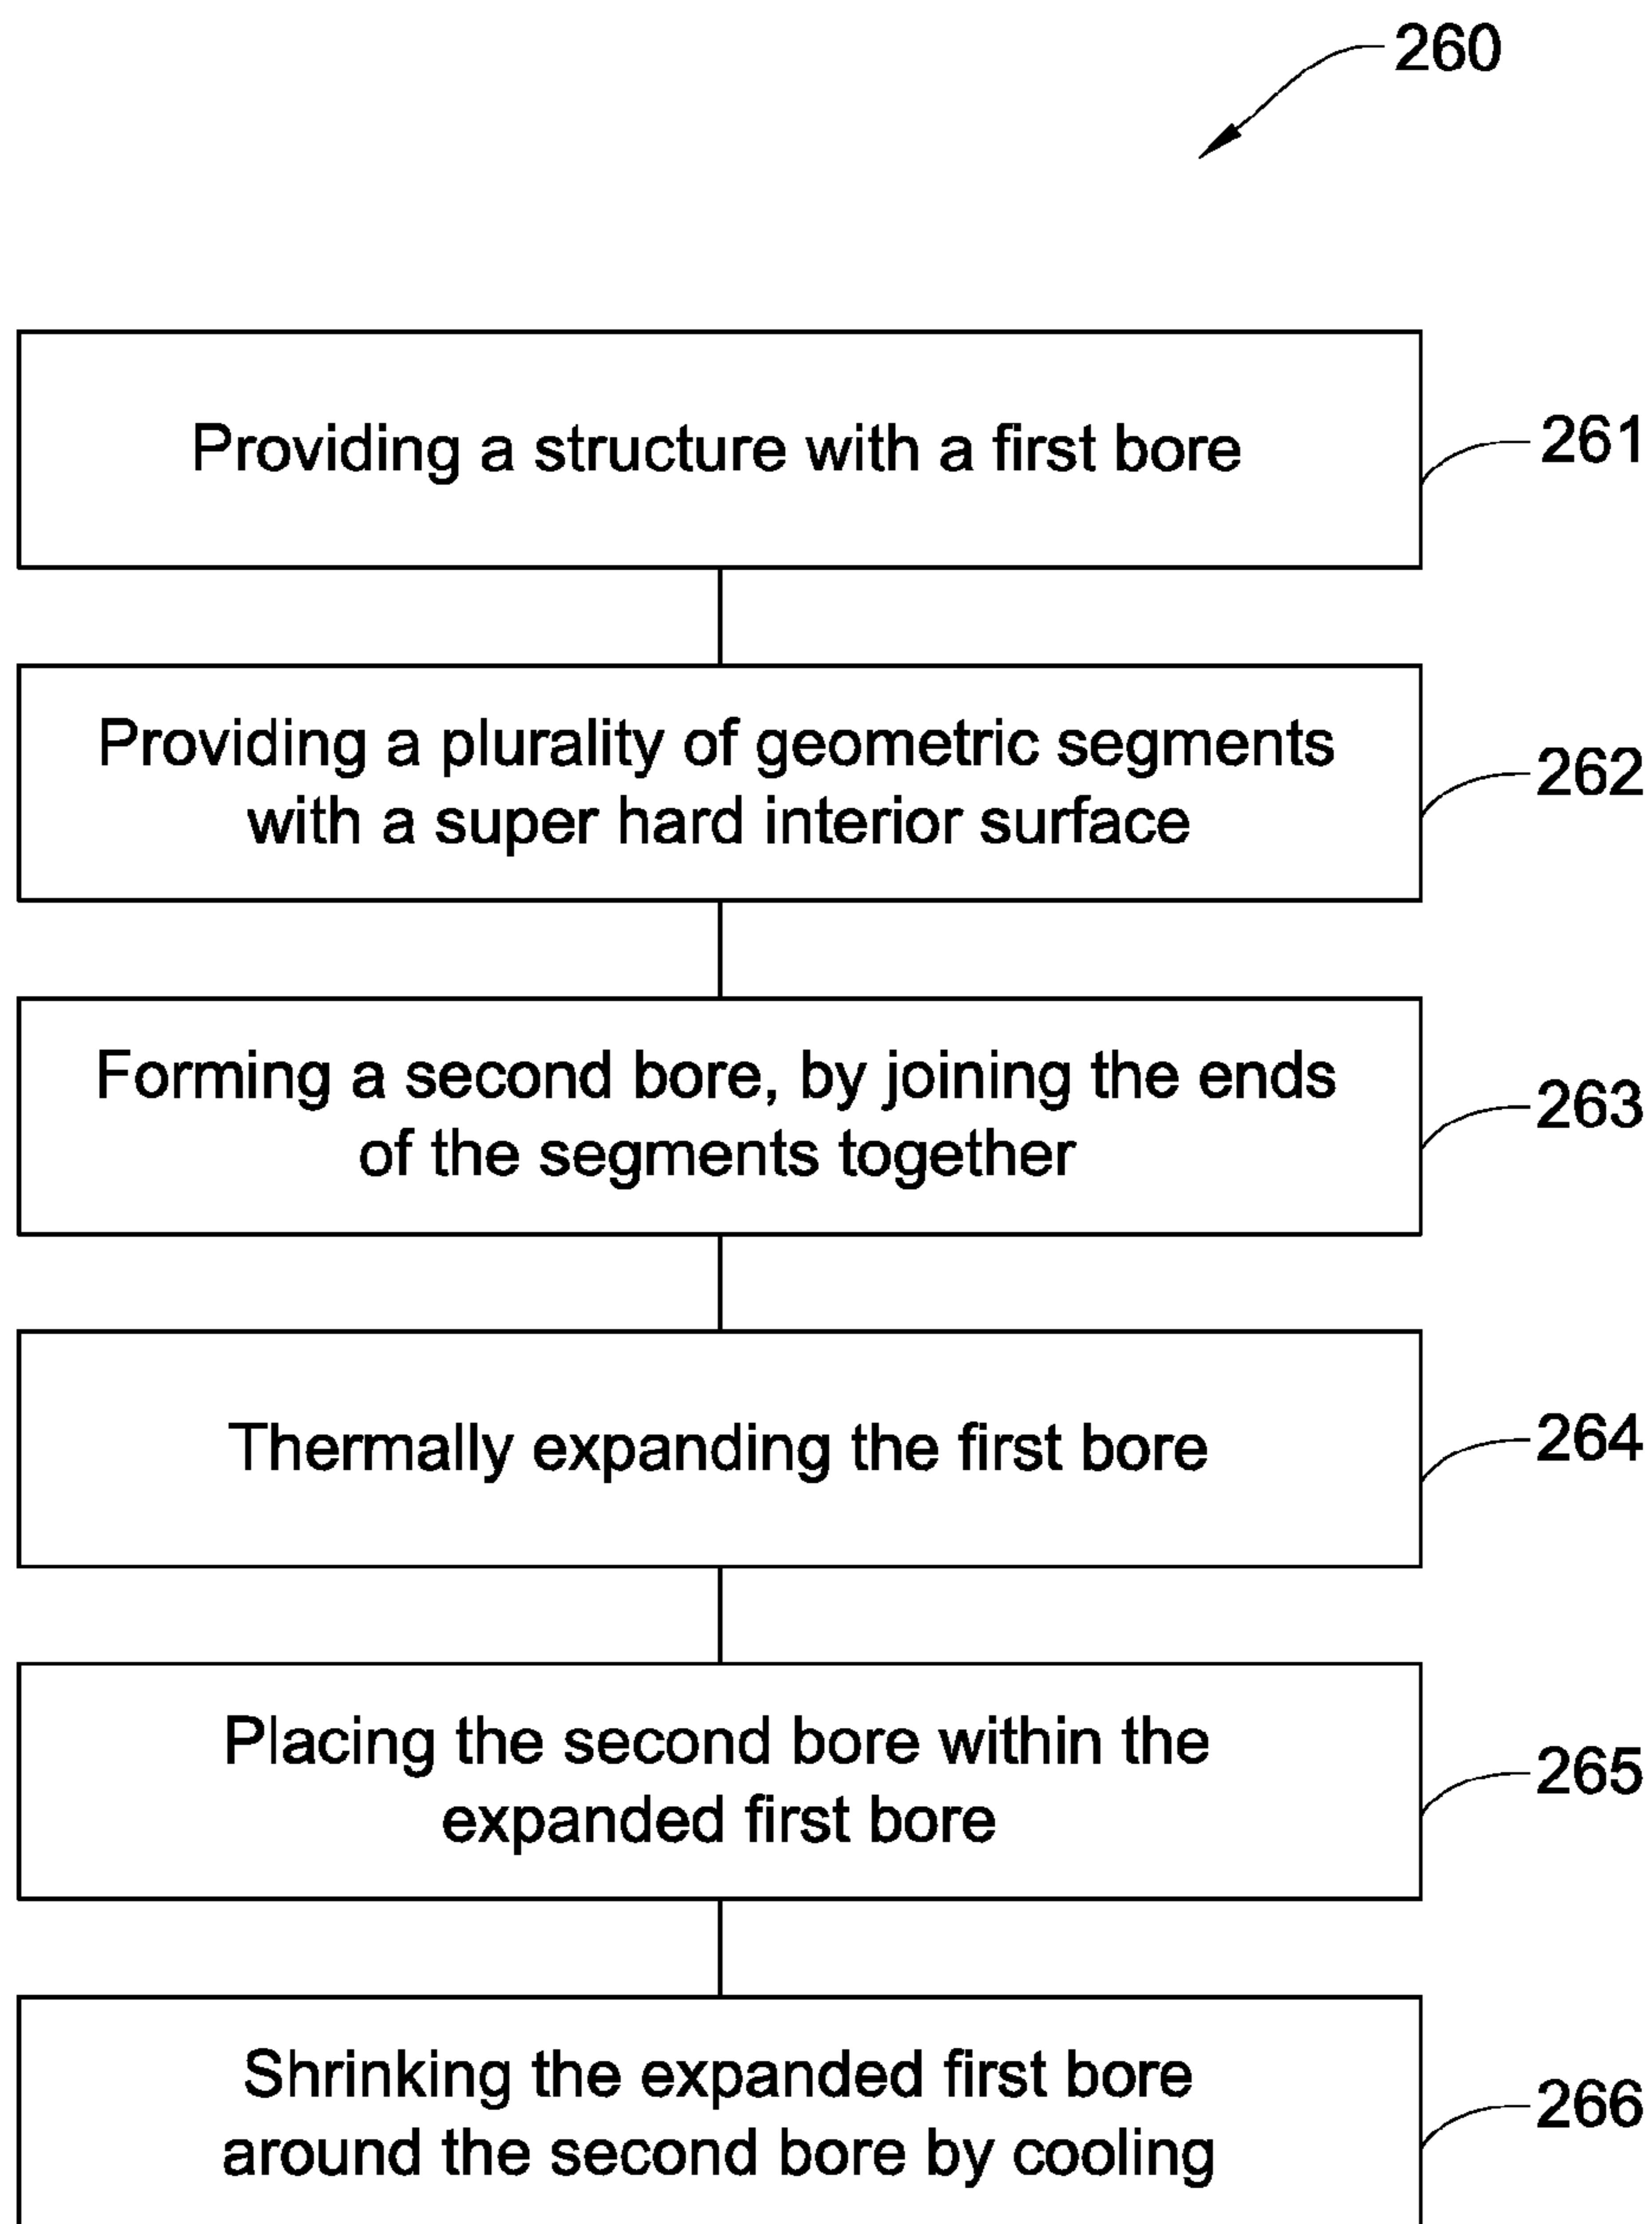 260
Providing a structure with a first bore
261
Providing a plurality of geometric segments
with a super hard interior surface
262
Forming a second bore, by joining the ends
of the segments together
263
Thermally expanding the first bore
264
Placing the second bore within the
expanded first bore
265
Shrinking the expanded first bore
around the second bore by cooling
266